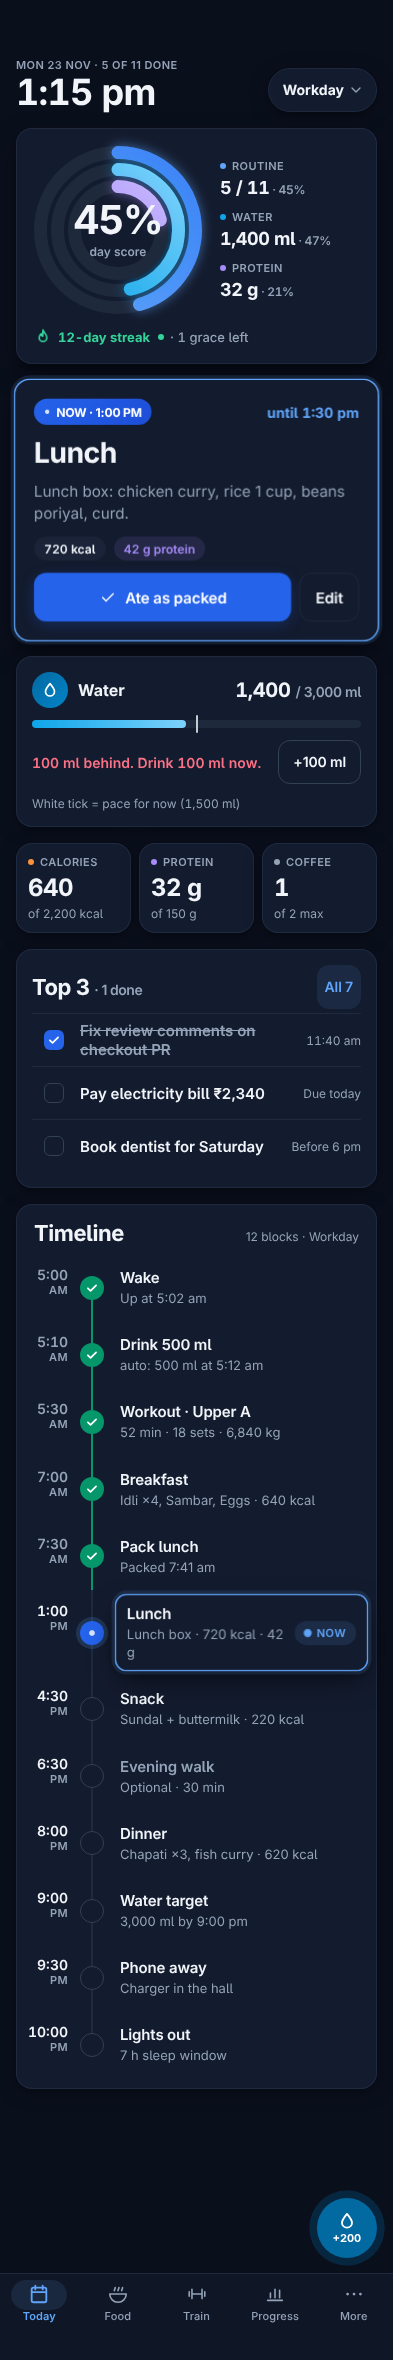 MON 23 NOV · 5 OF 11 DONE
1:15 pm
Workday
45%
day score
ROUTINE
5 / 11 · 45%
WATER
1,400 ml · 47%
PROTEIN
32 g · 21%
12-day streak · 1 grace left
NOW · 1:00 PM
until 1:30 pm
Lunch
Lunch box: chicken curry, rice 1 cup, beans
poriyal, curd.
720 kcal
42 g protein
Ate as packed
Edit
Water
1,400 / 3,000 ml
100 ml behind. Drink 100 ml now.
+100 ml
White tick = pace for now (1,500 ml)
CALORIES
640
of 2,200 kcal
PROTEIN
32 g
of 150 g
COFFEE
1
of 2 max
Top 3 · 1 done
All 7
Fix review comments on
checkout PR
11:40 am
Pay electricity bill ₹2,340
Due today
Book dentist for Saturday
Before 6 pm
Timeline
12 blocks · Workday
5:00
AM
Wake
Up at 5:02 am
5:10
AM
Drink 500 ml
auto: 500 ml at 5:12 am
5:30
AM
Workout · Upper A
52 min · 18 sets · 6,840 kg
7:00
AM
Breakfast
Idli ×4, Sambar, Eggs · 640 kcal
7:30
AM
Pack lunch
Packed 7:41 am
1:00
PM
Lunch
Lunch box · 720 kcal · 42
g
NOW
4:30
PM
Snack
Sundal + buttermilk · 220 kcal
6:30
PM
Evening walk
Optional · 30 min
8:00
PM
Dinner
Chapati ×3, fish curry · 620 kcal
9:00
PM
Water target
3,000 ml by 9:00 pm
9:30
PM
Phone away
Charger in the hall
10:00
PM
Lights out
7 h sleep window
+200
Today
Food
Train
Progress
More